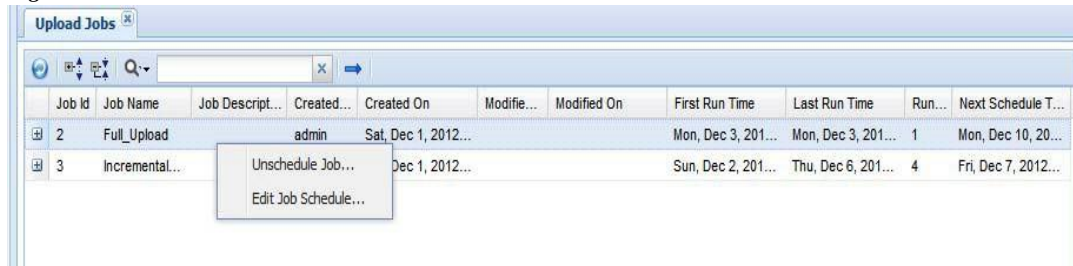 Upload Jobs
Job Id Job Name Job Descript... Created... Created On Modifie... Modified On First Run Time Last Run Time Run... Next Schedule T...
2 Full_Upload admin Sat, Dec 1, 2012... Mon, Dec 3, 201... Mon, Dec 3, 201... 1 Mon, Dec 10, 20...
3 Incremental... Dec 1, 2012... Sun, Dec 2, 201... Thu, Dec 6, 201... 4 Fri, Dec 7, 2012...
Unschedule Job...
Edit Job Schedule...